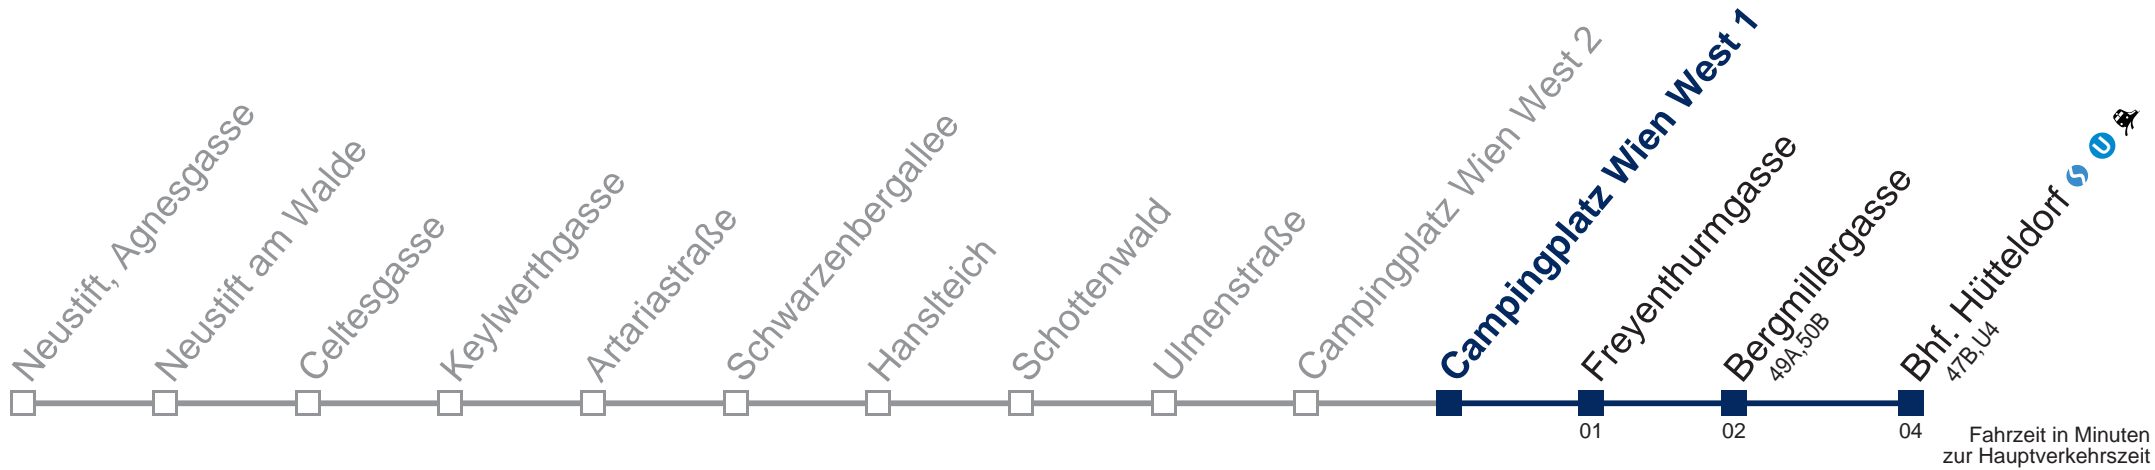 Neustift, Agnesgasse
Neustift am Walde
Celtesgasse
Keylwerthgasse
Artariastraße
Schwarzenbergallee
Hanslteich
Schottenwald
Ulmenstraße
Campingplatz Wien West 2
Campingplatz Wien West 1
Freyenthurmgasse
Bergmillergasse
49A,50B
Bhf. Hütteldorf U
47B,U4
01
02
04
Fahrzeit in Minuten
zur Hauptverkehrszeit